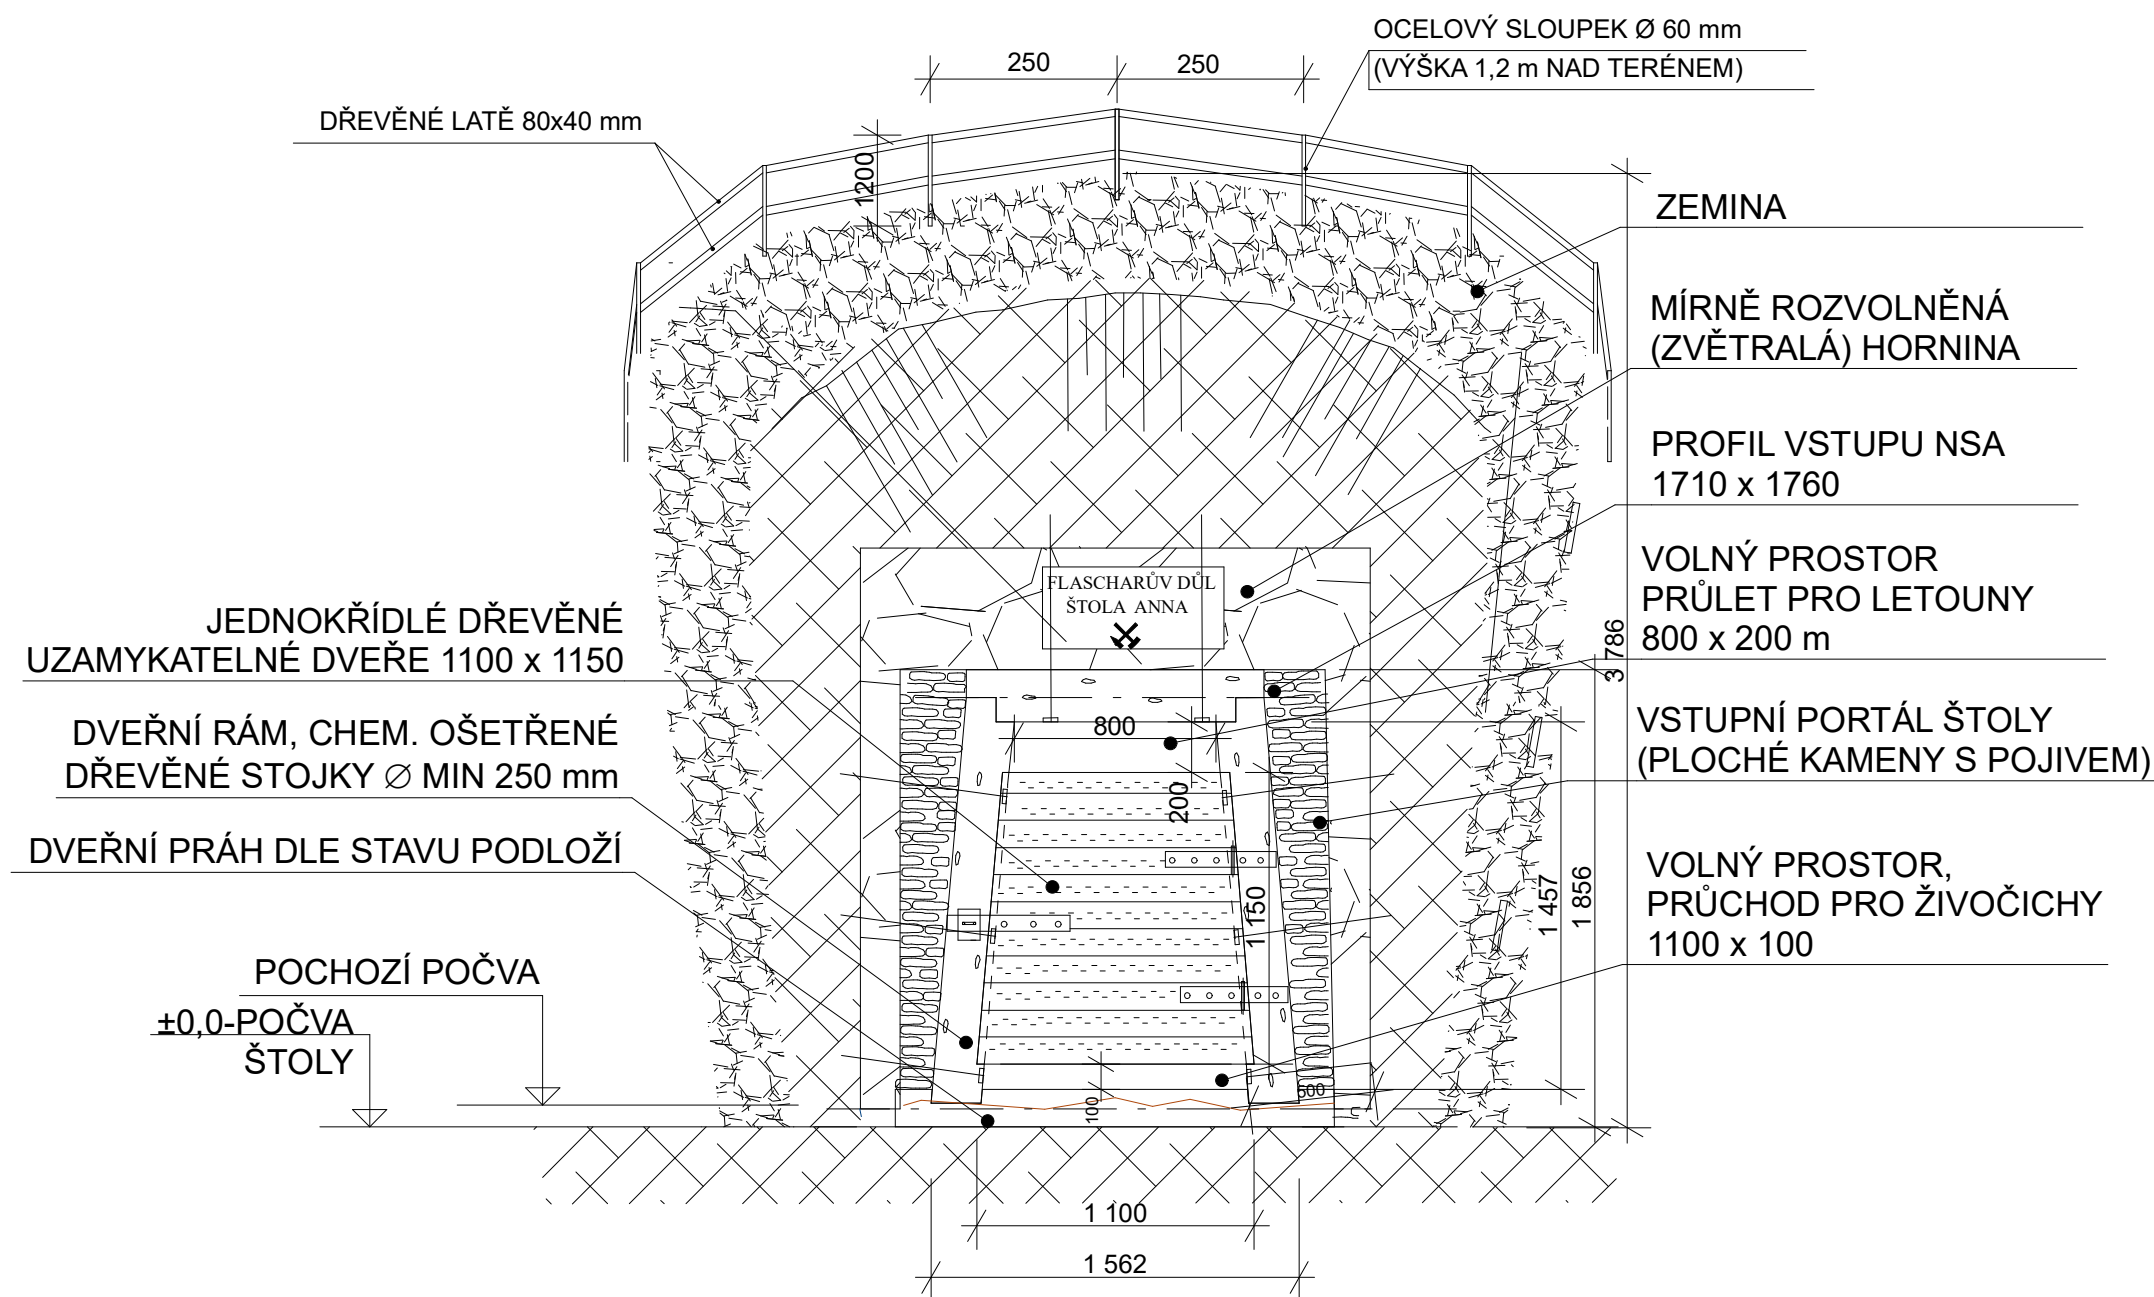 OCELOVÝ SLOUPEK Ø 60 mm
(VÝŠKA 1,2 m NAD TERÉNEM)
250
250
DŘEVĚNÉ LATĚ 80x40 mm
1200
ZEMINA
MÍRNĚ ROZVOLNĚNÁ
(ZVĚTRALÁ) HORNINA
PROFIL VSTUPU NSA
1710 x 1760
VOLNÝ PROSTOR
PRŮLET PRO LETOUNY
800 x 200 m
3 786
FLASCHARŮV DŮL
ŠTOLA ANNA
JEDNOKŘÍDLÉ DŘEVĚNÉ
UZAMYKATELNÉ DVEŘE 1100 x 1150
DVEŘNÍ RÁM, CHEM. OŠETŘENÉ
DŘEVĚNÉ STOJKY ∅ MIN 250 mm
DVEŘNÍ PRÁH DLE STAVU PODLOŽÍ
VSTUPNÍ PORTÁL ŠTOLY
(PLOCHÉ KAMENY S POJIVEM)
800
200
1 150
1 457
1 856
VOLNÝ PROSTOR,
PRŮCHOD PRO ŽIVOČICHY
1100 x 100
POCHOZÍ POČVA
±0,0-POČVA
ŠTOLY
500
100
1 100
1 562